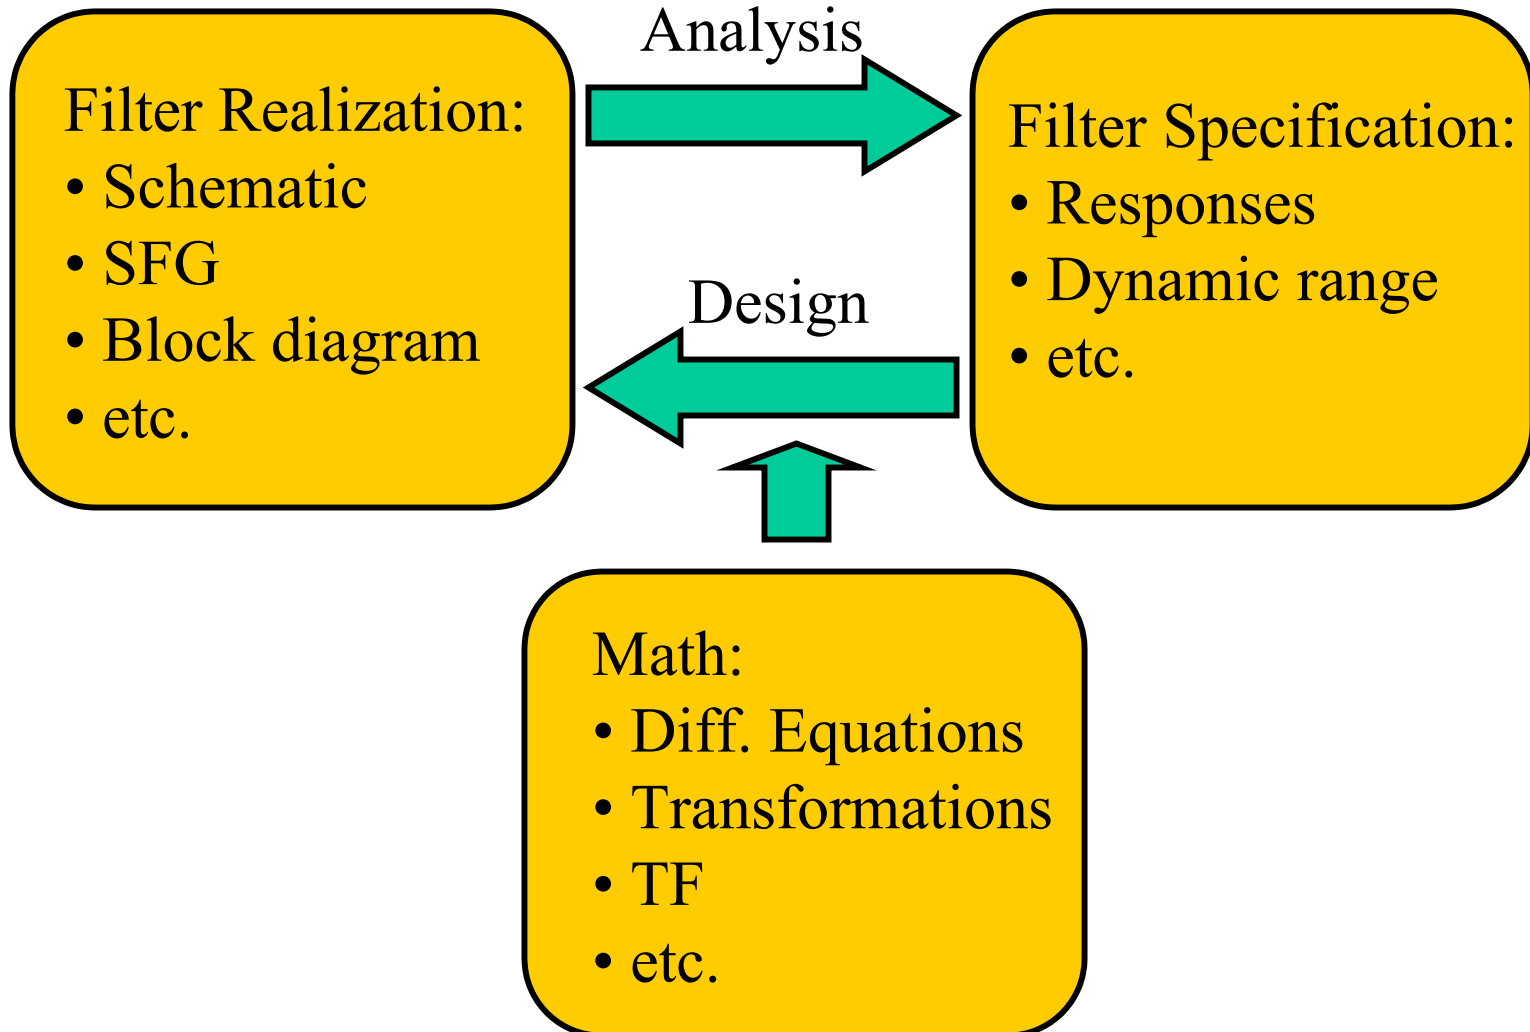 Analysis
Filter Realization:
• Schematic
• SFG
• Block diagram
• etc.
Design
Filter Specification:
• Responses
• Dynamic range
• etc.
Math:
• Diff. Equations
• Transformations
• TF
• etc.